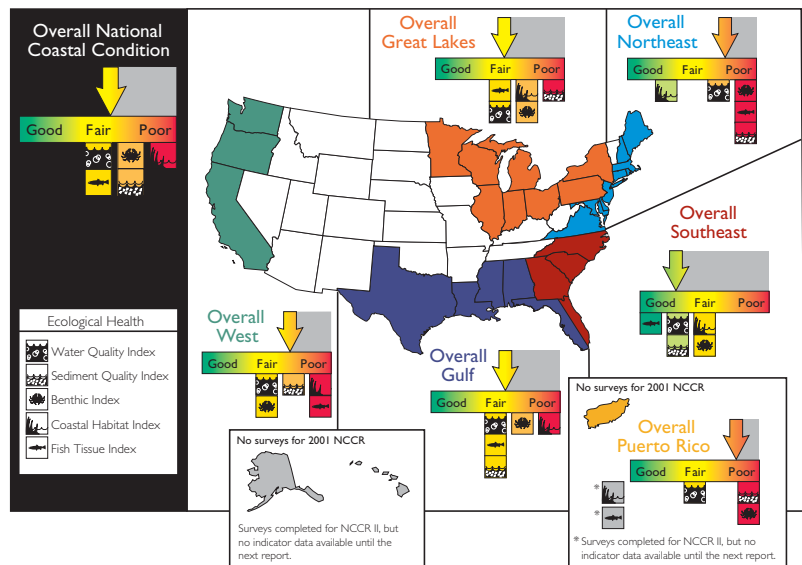 Overall National
Coastal Condition
Good Fair Poor
Ecological Health
Water Quality Index
Sediment Quality Index
Benthic Index
Coastal Habitat Index
Fish Tissue Index
Overall
Great Lakes
Good Fair Poor
Overall
Northeast
Good Fair Poor
Overall
Southeast
Good Fair Poor
Overall
West
Good Fair Poor
Overall
Gulf
Good Fair Poor
No surveys for 2001 NCCR
Surveys completed for NCCR II, but
no indicator data available until the
next report.
No surveys for 2001 NCCR
Overall
Puerto Rico
Good Fair Poor
*
*
* Surveys completed for NCCR II, but no
indicator data available until the next report.